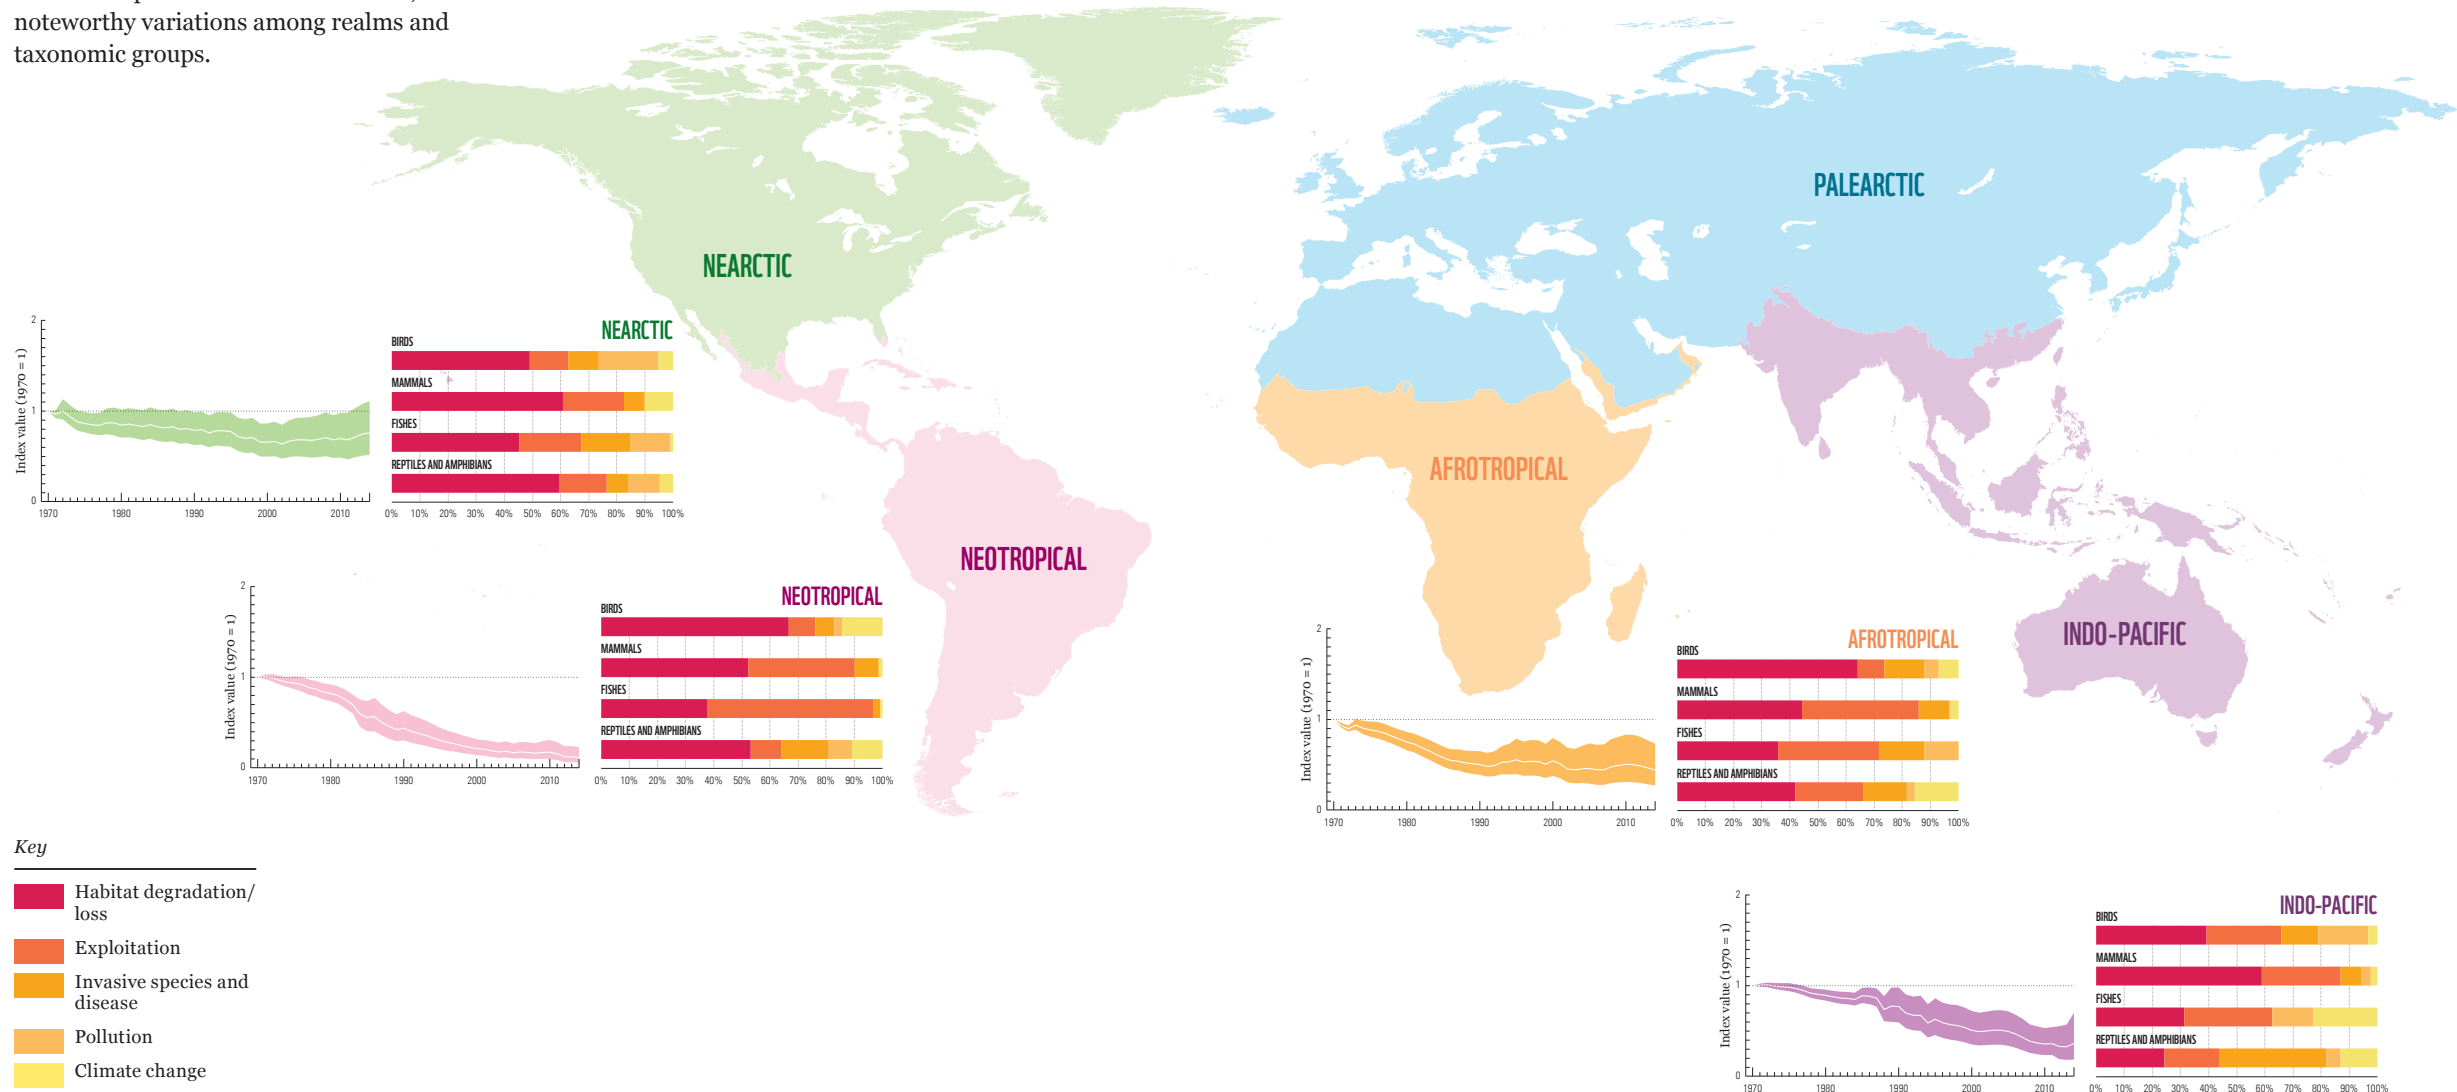 noteworthy variations among realms and
taxonomic groups.
PALEARCTIC
NEARCTIC
AFROTROPICAL
NEOTROPICAL
INDO-PACIFIC
NEARCTIC
Index value (1970 = 1)
2
1
0
1970 1980 1990 2000 2010
BIRDS
MAMMALS
FISHES
REPTILES AND AMPHIBIANS
0% 10% 20% 30% 40% 50% 60% 70% 80% 90% 100%
NEOTROPICAL
Index value (1970 = 1)
2
1
0
1970 1980 1990 2000 2010
BIRDS
MAMMALS
FISHES
REPTILES AND AMPHIBIANS
0% 10% 20% 30% 40% 50% 60% 70% 80% 90% 100%
AFROTROPICAL
Index value (1970 = 1)
2
1
0
1970 1980 1990 2000 2010
BIRDS
MAMMALS
FISHES
REPTILES AND AMPHIBIANS
0% 10% 20% 30% 40% 50% 60% 70% 80% 90% 100%
Key
Habitat degradation/
loss
Exploitation
Invasive species and
disease
Pollution
Climate change
INDO-PACIFIC
Index value (1970 = 1)
2
1
0
1970 1980 1990 2000 2010
BIRDS
MAMMALS
FISHES
REPTILES AND AMPHIBIANS
0% 10% 20% 30% 40% 50% 60% 70% 80% 90% 100%